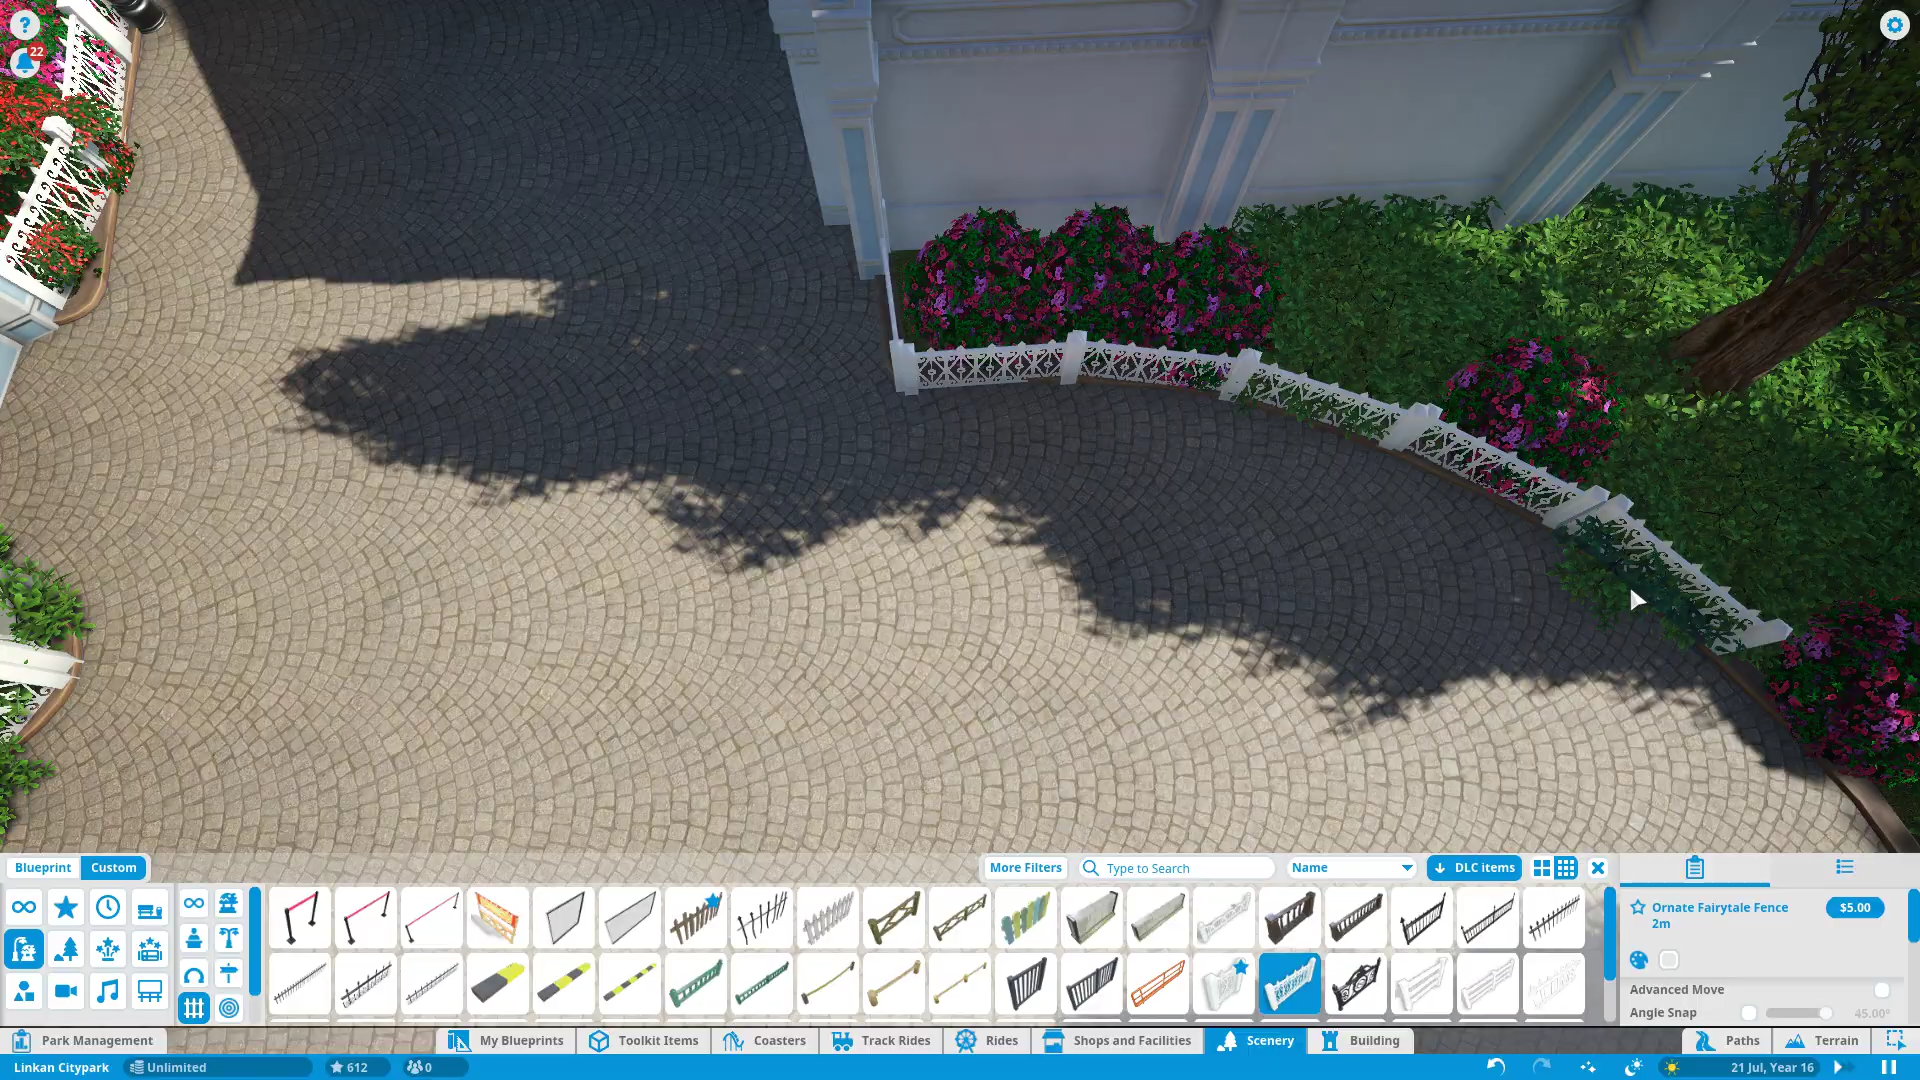 ?
22
Blueprint
Custom
More Filters
Type to Search
Name
DLC items
Ornate Fairytale Fence
2m
$5.00
Advanced Move
Angle Snap
45.00°
Park Management
My Blueprints
Toolkit Items
Coasters
Track Rides
Rides
Shops and Facilities
Scenery
Building
Paths
Terrain
Linkan Citypark
Unlimited
612
0
21 Jul, Year 16